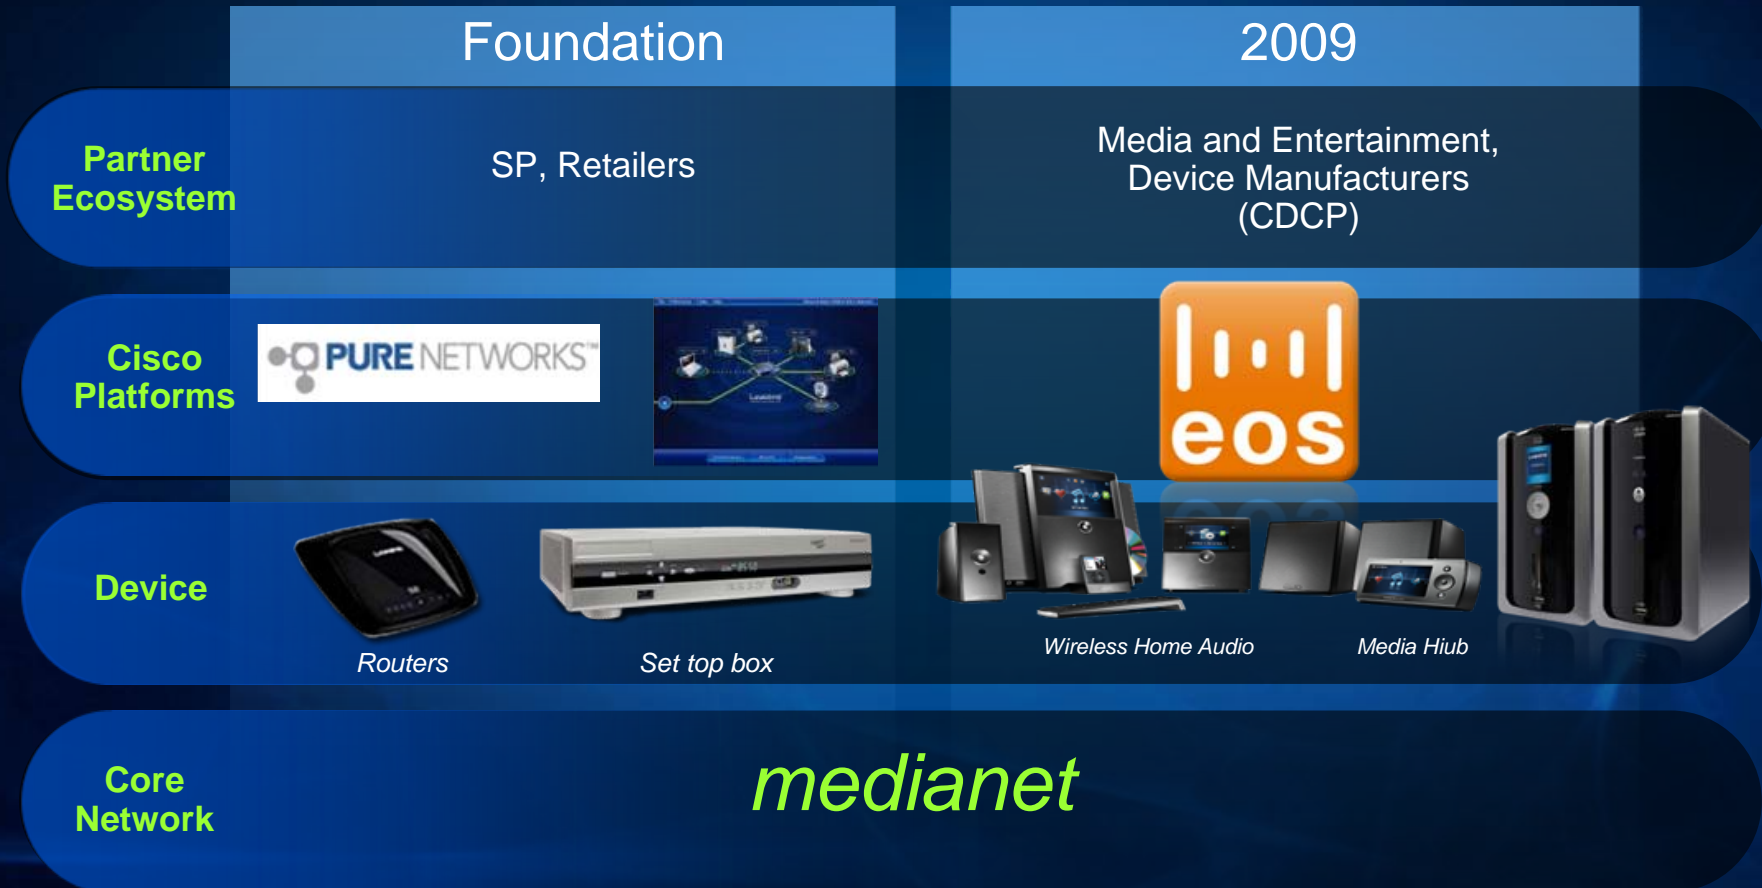 Foundation
2009
Partner
Ecosystem
SP, Retailers
Media and Entertainment,
Device Manufacturers
(CDCP)
Cisco
Platforms
PURE NETWORKS™
eos
Device
Routers
Set top box
Wireless Home Audio
Media Hiub
Core
Network
medianet